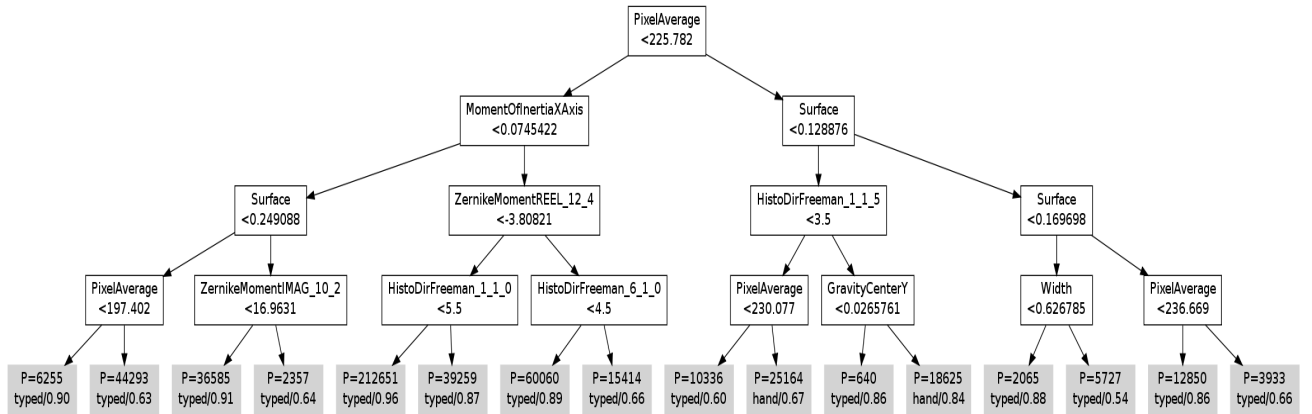 PixelAverage
<225.782
MomentOfInertiaXAxis
<0.0745422
Surface
<0.128876
Surface
<0.249088
ZernikeMomentREEL_12_4
<-3.80821
HistoDirFreeman_1_1_5
<3.5
Surface
<0.169698
PixelAverage
<197.402
ZernikeMomentIMAG_10_2
<16.9631
HistoDirFreeman_1_1_0
<5.5
HistoDirFreeman_6_1_0
<4.5
PixelAverage
<230.077
GravityCenterY
<0.0265761
Width
<0.626785
PixelAverage
<236.669
P=6255
typed/0.90
P=44293
typed/0.63
P=36585
typed/0.91
P=2357
typed/0.64
P=212651
typed/0.96
P=39259
typed/0.87
P=60060
typed/0.89
P=15414
typed/0.66
P=10336
typed/0.60
P=25164
hand/0.67
P=640
typed/0.86
P=18625
hand/0.84
P=2065
typed/0.88
P=5727
typed/0.54
P=12850
typed/0.86
P=3933
typed/0.66